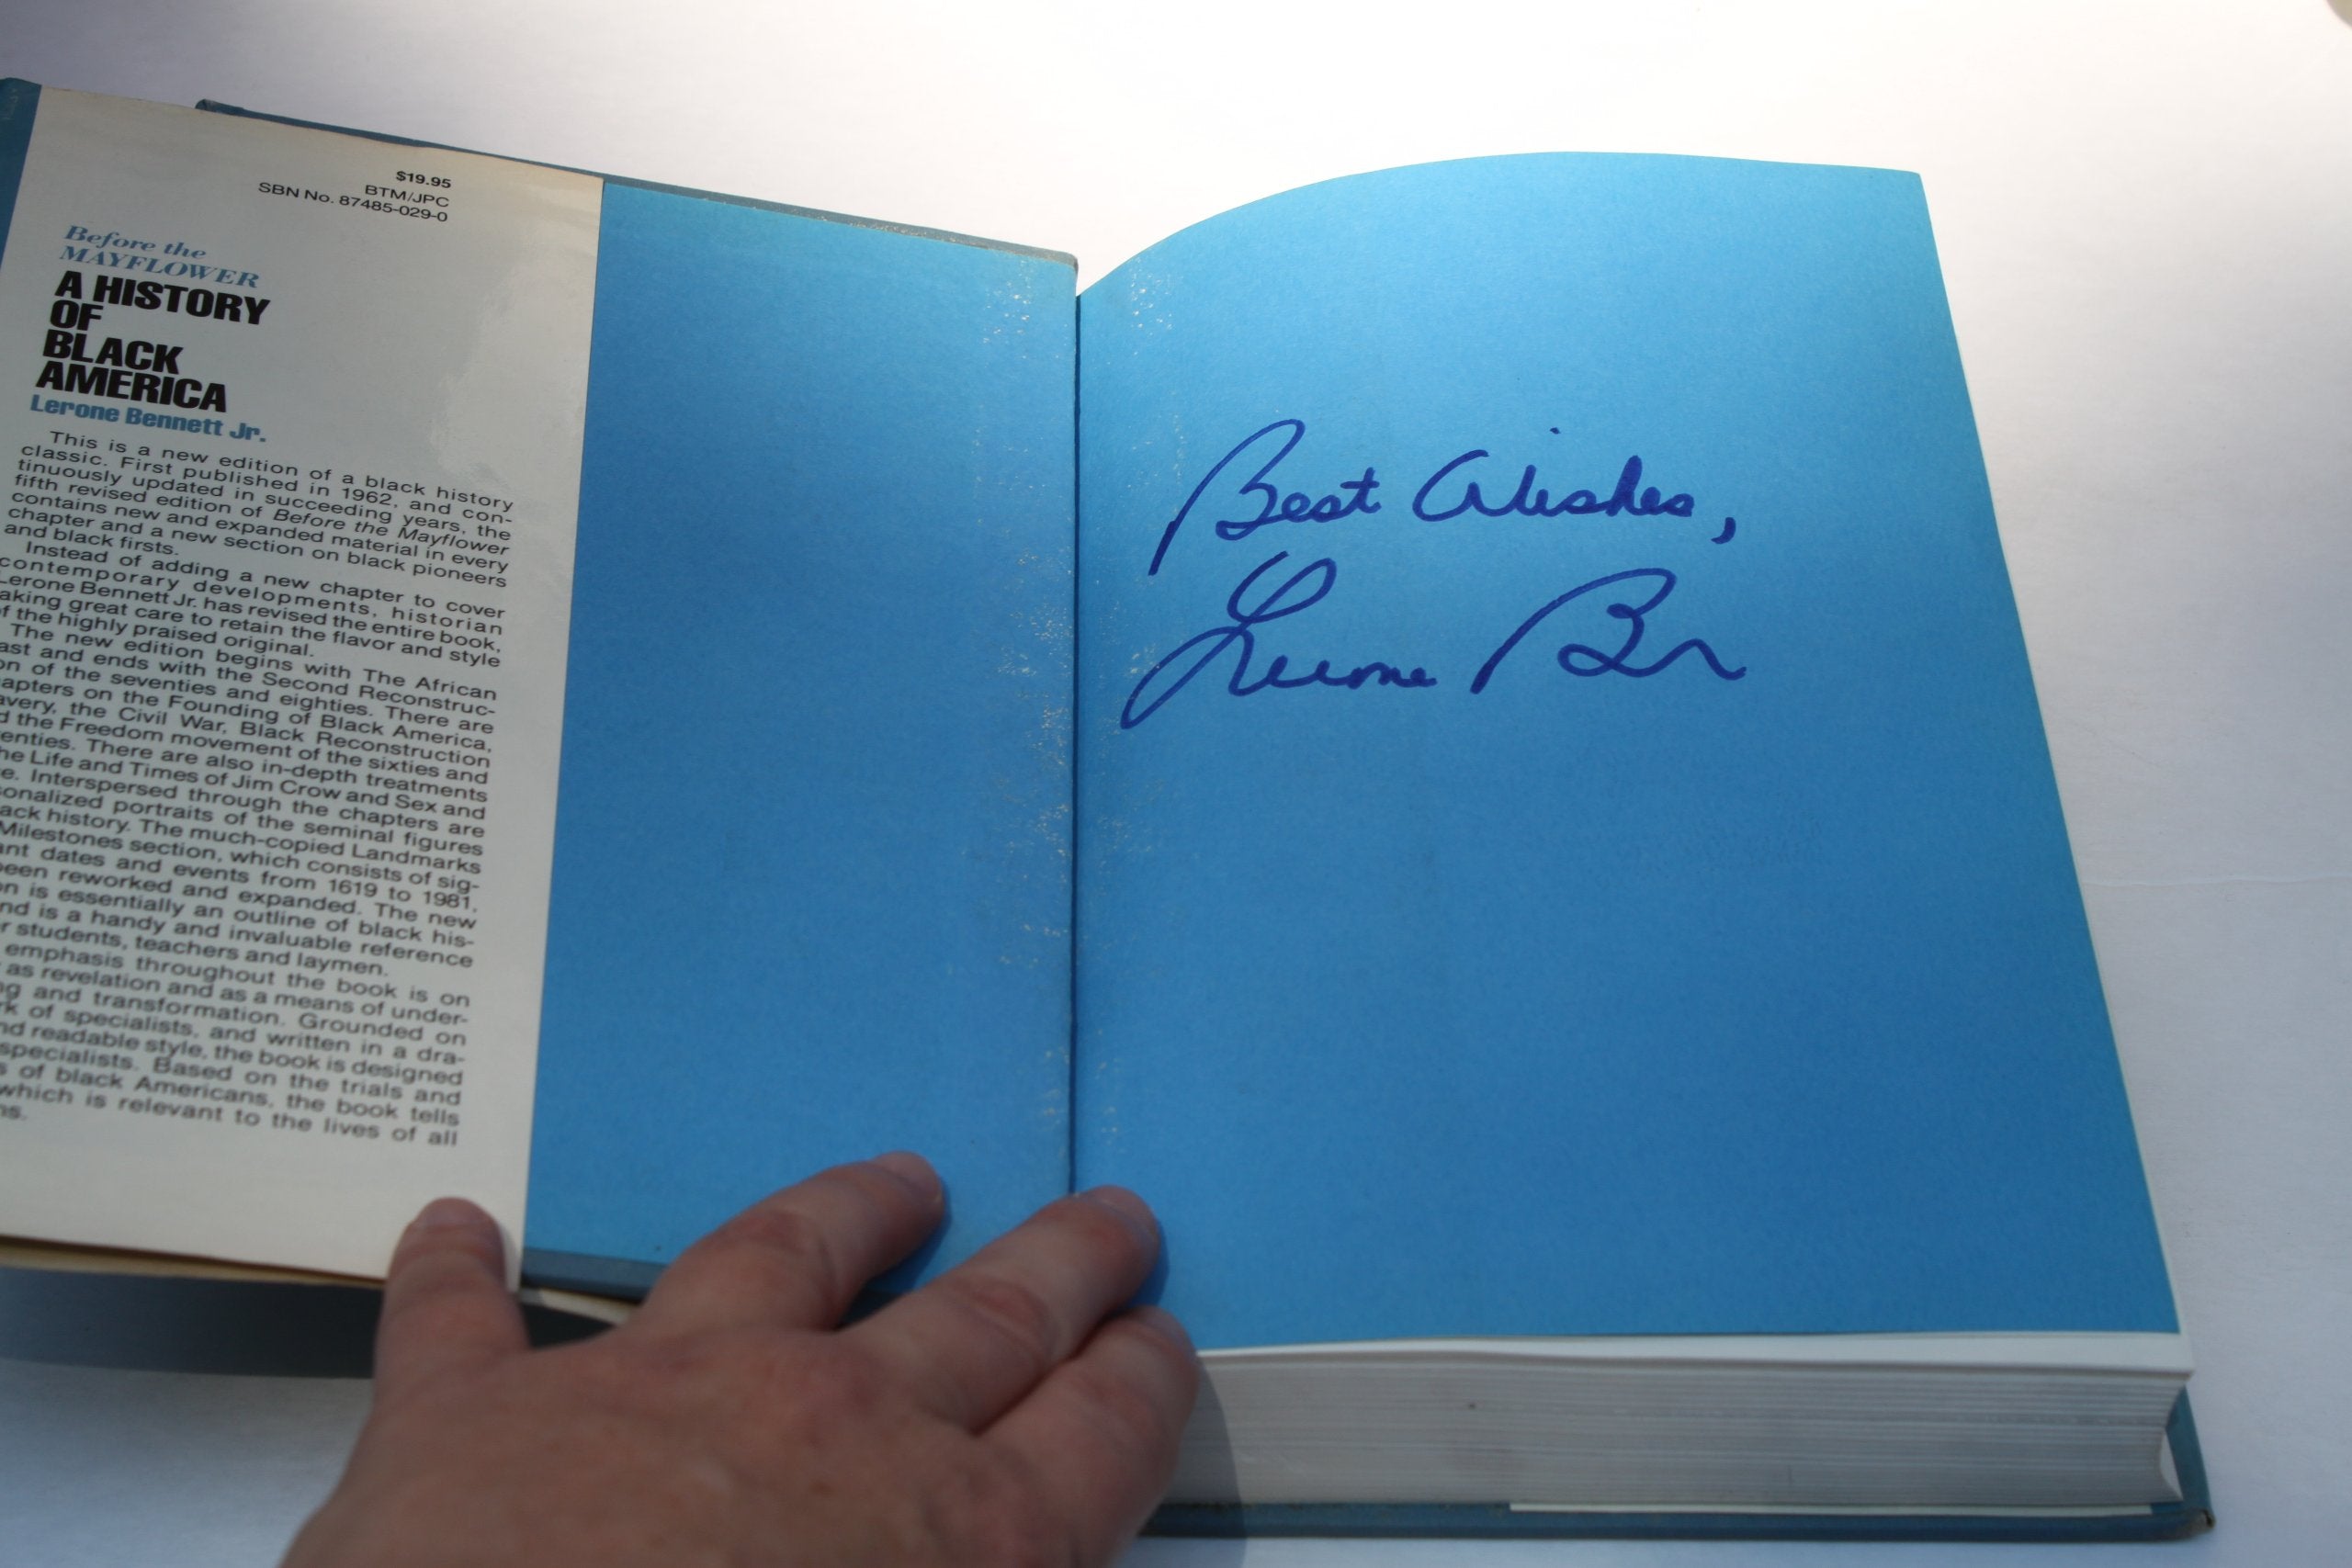 $19.95
BTM/JPC
SBN No. 87485-029-0
Before the
MAYFLOWER
A HISTORY
OF
BLACK
AMERICA
Lerone Bennett Jr.
This is a new edition of a black history
classic. First published in 1962, and con-
tinuously updated in succeeding years, the
fifth revised edition of Before the Mayflower
contains new and expanded material in every
chapter and a new section on black pioneers
and black firsts.
Instead of adding a new chapter to cover
contemporary developments, historian
Lerone Bennett Jr. has revised the entire book,
aking great care to retain the flavor and style
f the highly praised original.
The new edition begins with The African
ast and ends with the Second Reconstruc-
on of the seventies and eighties. There are
apters on the Founding of Black America,
avery, the Civil War, Black Reconstruction
d the Freedom movement of the sixties and
enties. There are also in-depth treatments
he Life and Times of Jim Crow and Sex and
e. Interspersed through the chapters are
sonalized portraits of the seminal figures
ack history. The much-copied Landmarks
Milestones section, which consists of sig-
ant dates and events from 1619 to 1981,
been reworked and expanded. The new
on is essentially an outline of black his-
nd is a handy and invaluable reference
r students, teachers and laymen.
emphasis throughout the book is on
as revelation and as a means of under-
ng and transformation. Grounded on
rk of specialists, and written in a dra-
nd readable style, the book is designed
specialists. Based on the trials and
s of black Americans, the book tells
which is relevant to the lives of all
ns.
Best Wishes,
Lerone B